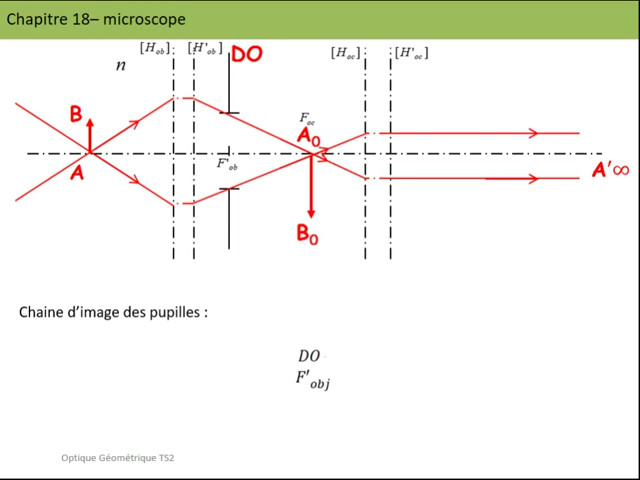 Chapitre 18– microscope
[H_ob] [H'_ob] DO [H_oc] [H'_oc]
n
B
F_oc
A₀
F'_ob
A
A'∞
B₀
Chaine d'image des pupilles :
DO
F'_obj
Optique Géométrique TS2